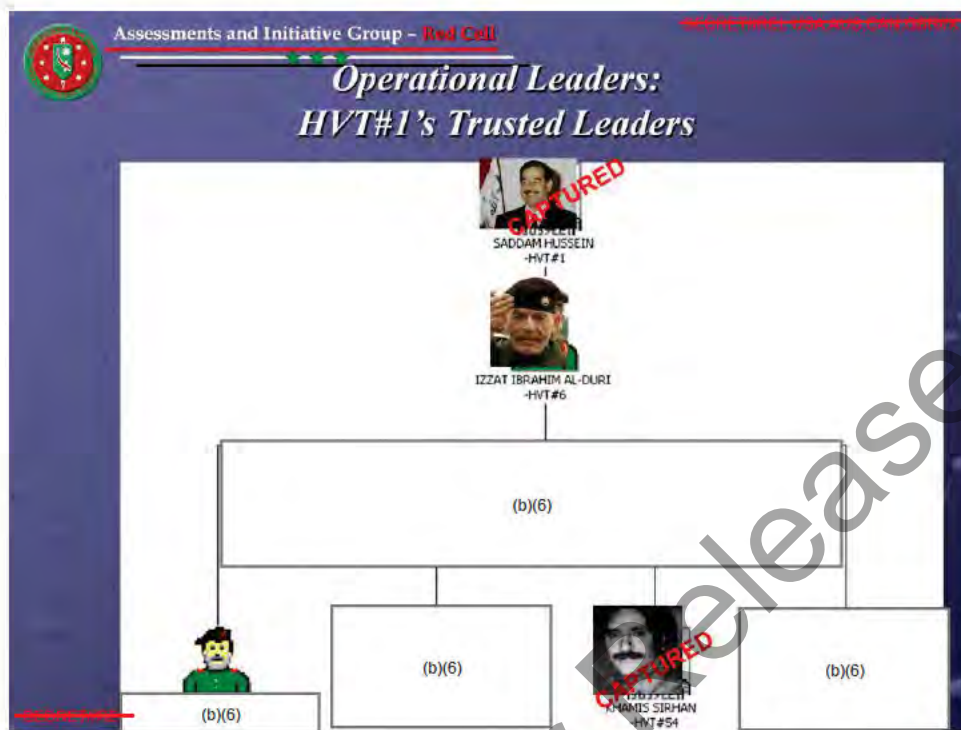 Assessments and Initiative Group – Red Cell
Operational Leaders:
HVT#1's Trusted Leaders
CAPTURED
SADDAM HUSSEIN
-HVT#1
IZZAT IBRAHIM AL-DURI
-HVT#6
(b)(6)
(b)(6)
CAPTURED
(b)(6)
(b)(6)
KHAMIS SIRHAN
-HVT#54
Release